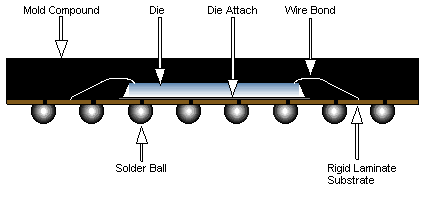 Mold Compound
Die
Die Attach
Wire Bond
Solder Ball
Rigid Laminate
Substrate